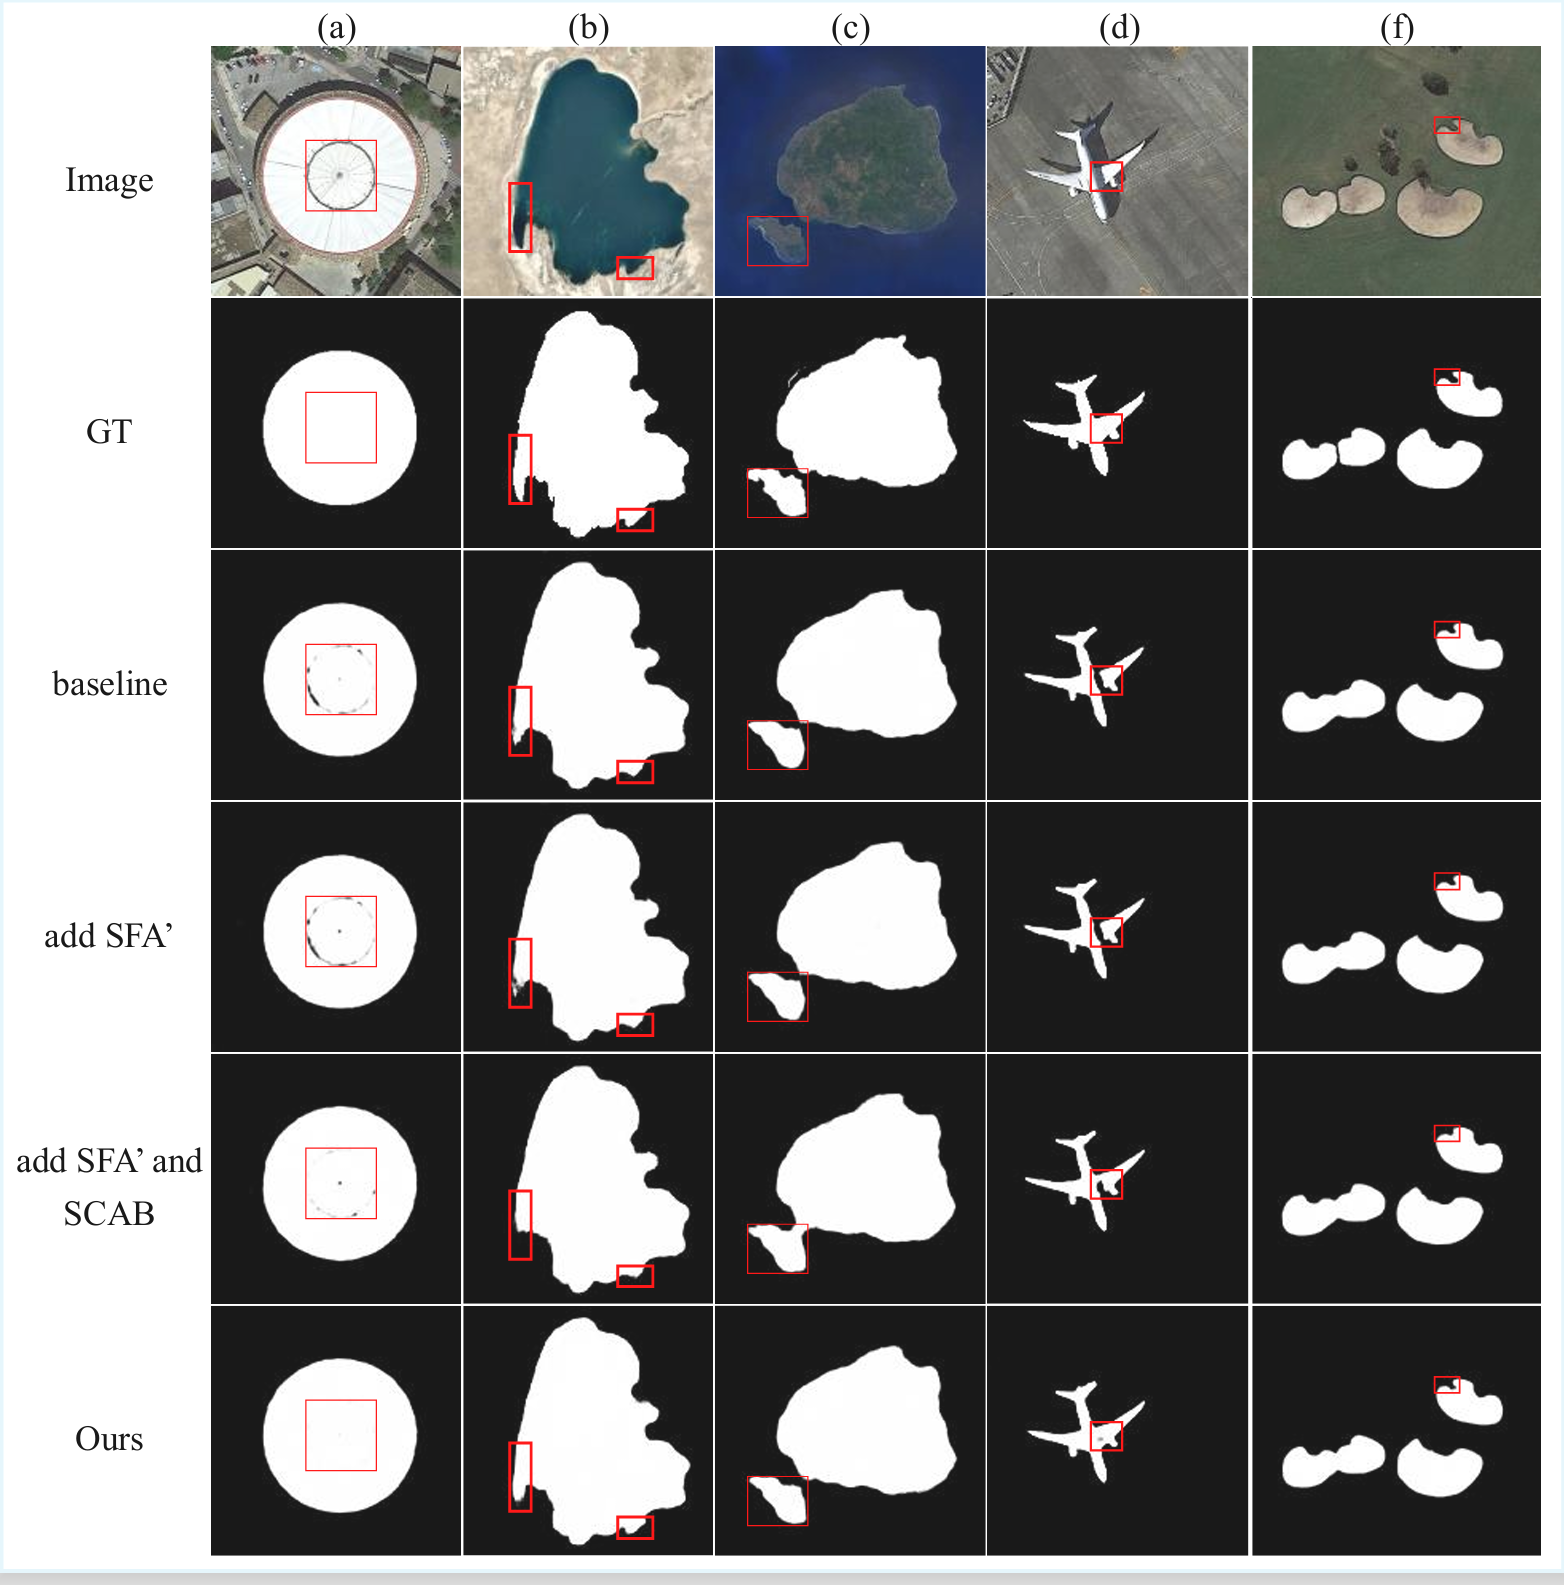 (a) (b) (c) (d) (f)
Image
GT
baseline
add SFA’
add SFA’ and
SCAB
Ours